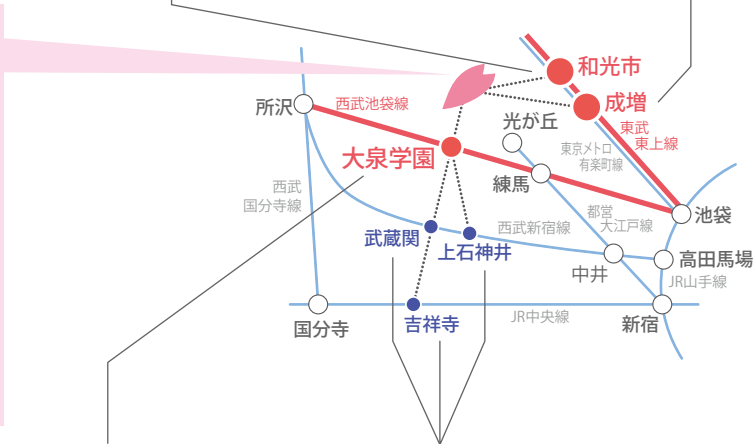 和光市
成増
所沢
西武池袋線
光が丘
東武
東上線
大泉学園
東京メトロ
有楽町線
練馬
西武
国分寺線
都営
大江戸線
池袋
武蔵関
上石神井
西武新宿線
中井
高田馬場
JR山手線
国分寺
吉祥寺
JR中央線
新宿